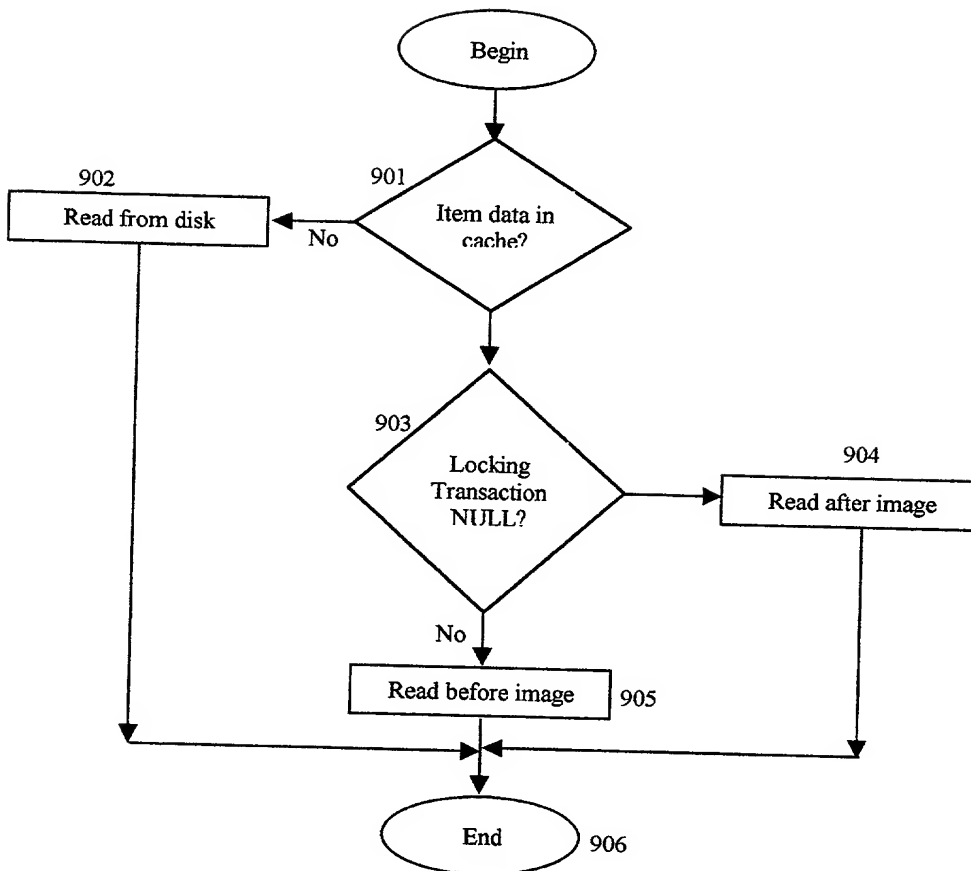 Begin
902
901
Read from disk
No
Item data in
cache?
903
Locking
Transaction
NULL?
904
Read after image
No
Read before image
905
End
906